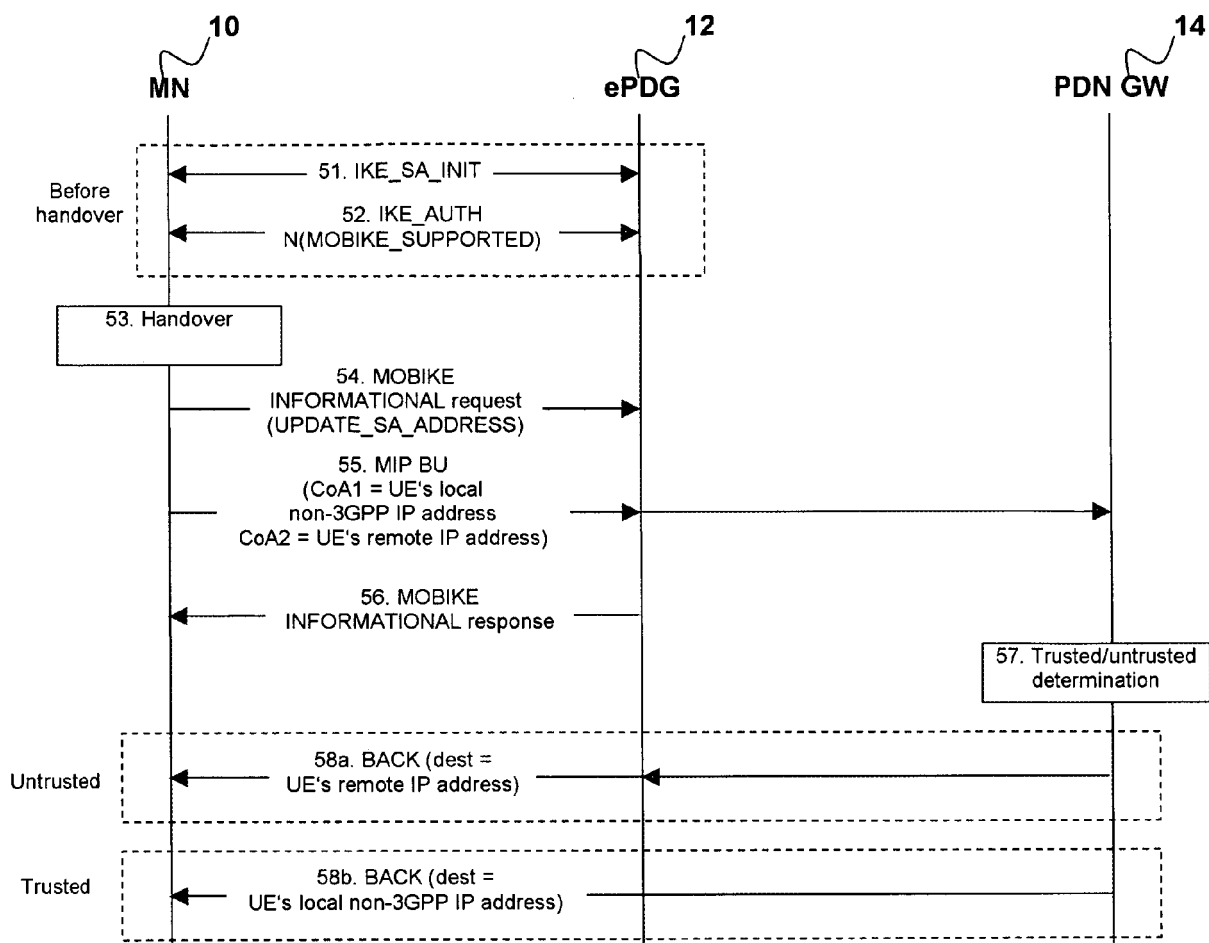 10
12
14
MN
ePDG
PDN GW
Before
handover
51. IKE_SA_INIT
52. IKE_AUTH
N(MOBIKE_SUPPORTED)
53. Handover
54. MOBIKE
INFORMATIONAL request
(UPDATE_SA_ADDRESS)
55. MIP BU
(CoA1 = UE's local
non-3GPP IP address
CoA2 = UE's remote IP address)
56. MOBIKE
INFORMATIONAL response
57. Trusted/untrusted
determination
Untrusted
58a. BACK (dest =
UE's remote IP address)
Trusted
58b. BACK (dest =
UE's local non-3GPP IP address)